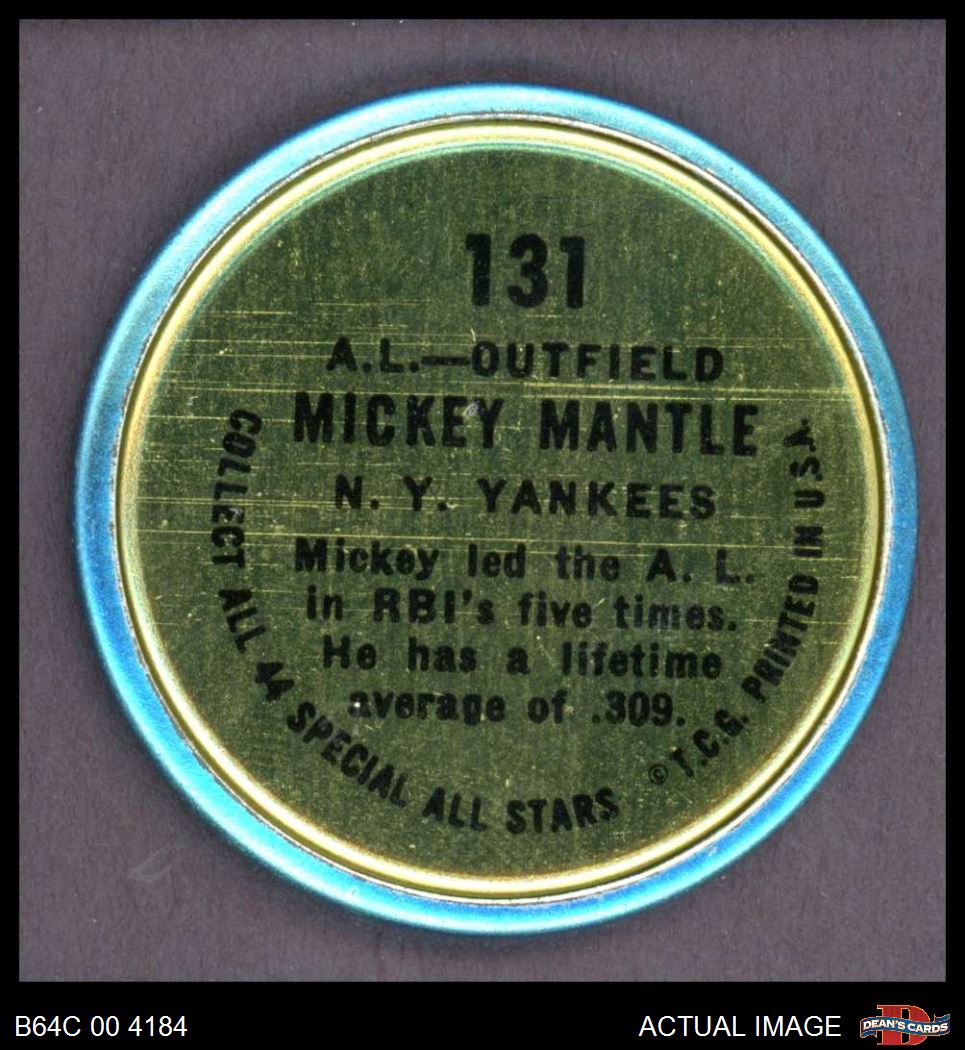 131
A.L.—OUTFIELD
MICKEY MANTLE
N. Y. YANKEES
Mickey led the A. L.
in RBI's five times.
He has a lifetime
average of .309.
COLLECT ALL 44 SPECIAL ALL STARS
© T.C.G. PRINTED IN U.S.A.
B64C 00 4184
ACTUAL IMAGE
DEAN'S CARDS